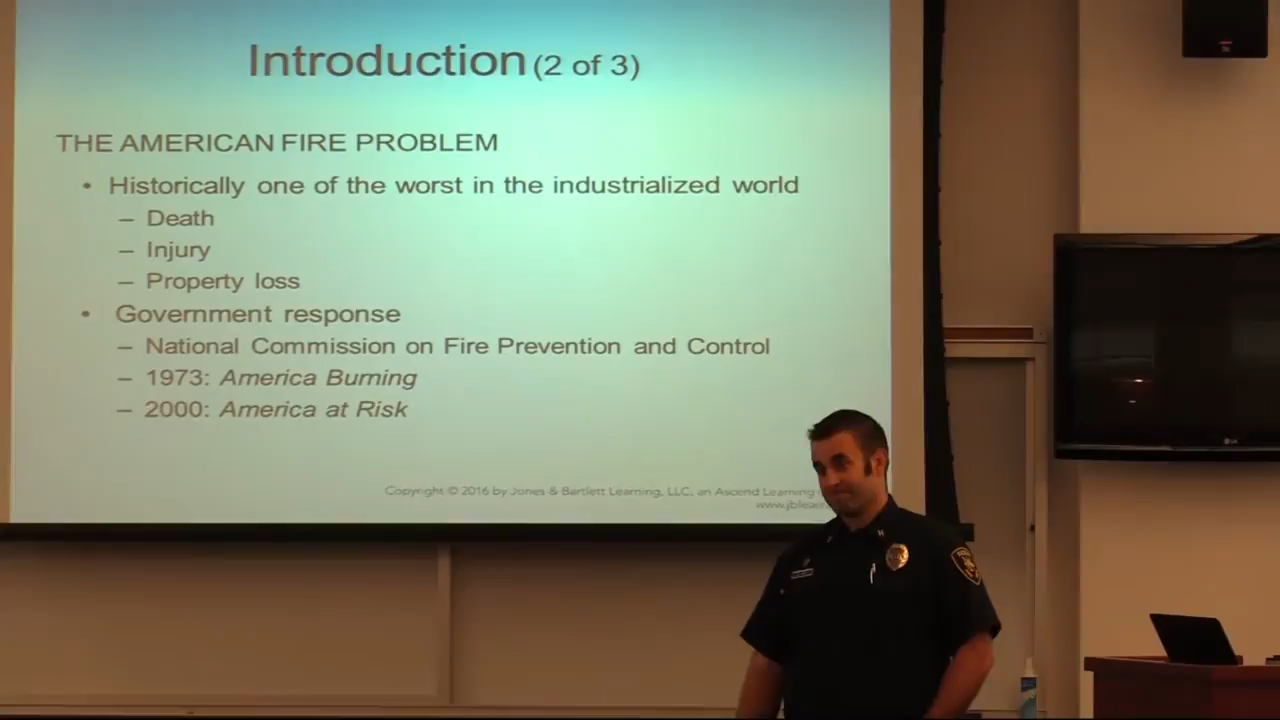 Introduction (2 of 3)
THE AMERICAN FIRE PROBLEM
• Historically one of the worst in the industrialized world
– Death
– Injury
– Property loss
• Government response
– National Commission on Fire Prevention and Control
– 1973: America Burning
– 2000: America at Risk
Copyright © 2016 by Jones & Bartlett Learning, LLC, an Ascend Learning
LG